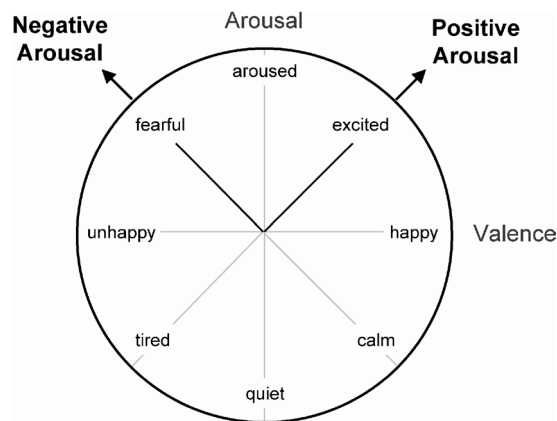 Negative
Arousal
Arousal
Positive
Arousal
aroused
fearful
excited
unhappy
happy
Valence
tired
calm
quiet